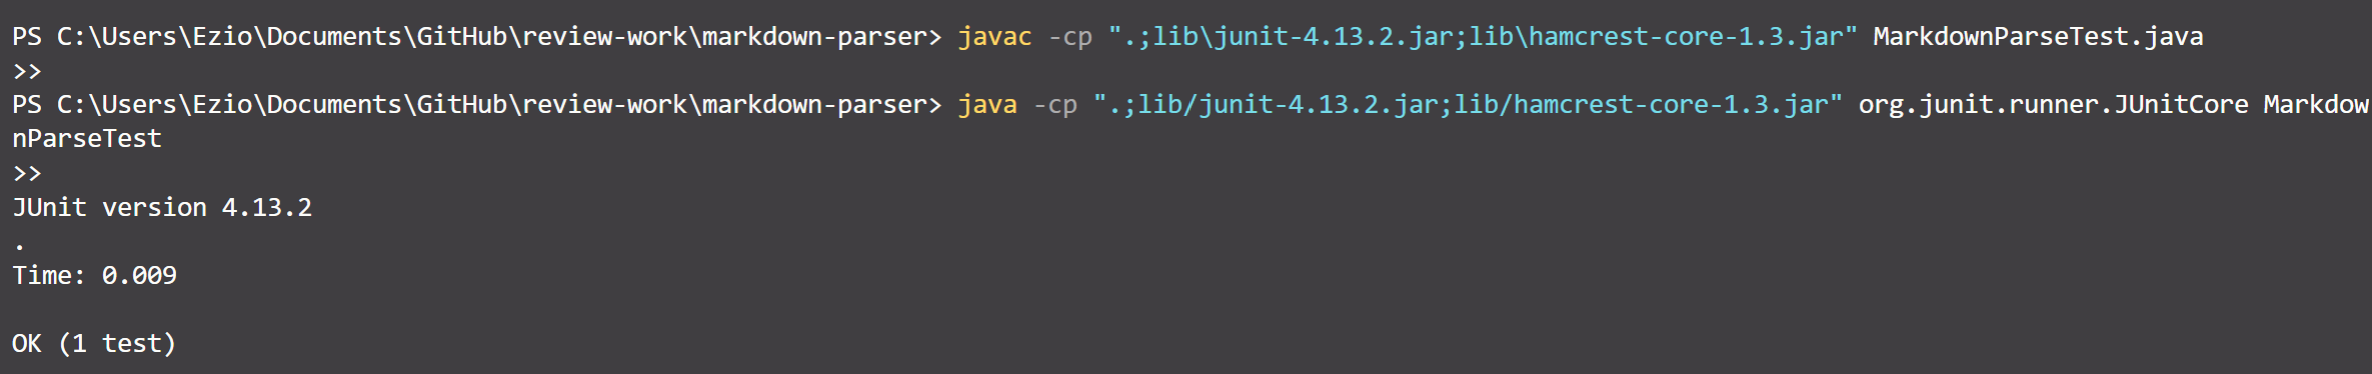 PS C:\Users\Ezio\Documents\GitHub\review-work\markdown-parser> javac -cp ".;lib\junit-4.13.2.jar;lib\hamcrest-core-1.3.jar" MarkdownParseTest.java
>>
PS C:\Users\Ezio\Documents\GitHub\review-work\markdown-parser> java -cp ".;lib/junit-4.13.2.jar;lib/hamcrest-core-1.3.jar" org.junit.runner.JUnitCore Markdow
nParseTest
>>
JUnit version 4.13.2
.
Time: 0.009
OK (1 test)